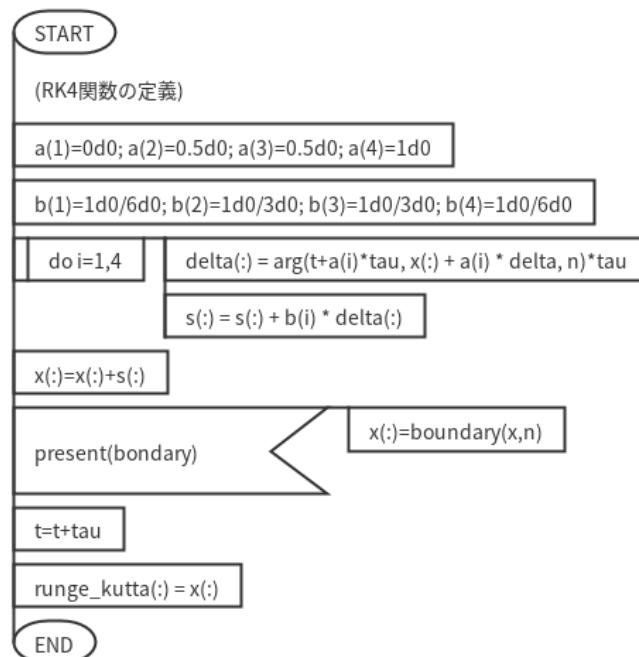 START
(RK4関数の定義)
a(1)=0d0; a(2)=0.5d0; a(3)=0.5d0; a(4)=1d0
b(1)=1d0/6d0; b(2)=1d0/3d0; b(3)=1d0/3d0; b(4)=1d0/6d0
do i=1,4
delta(:) = arg(t+a(i)*tau, x(:) + a(i) * delta, n)*tau
s(:) = s(:) + b(i) * delta(:)
x(:)=x(:)+s(:)
present(bondary)
x(:)=boundary(x,n)
t=t+tau
runge_kutta(:) = x(:)
END